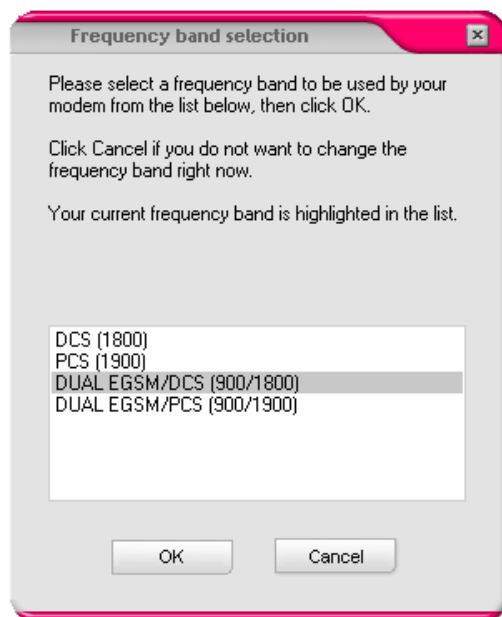 Frequency band selection
Please select a frequency band to be used by your
modem from the list below, then click OK.
Click Cancel if you do not want to change the
frequency band right now.
Your current frequency band is highlighted in the list.
DCS (1800)
PCS (1900)
DUAL EGSM/DCS (900/1800)
DUAL EGSM/PCS (900/1900)
OK Cancel